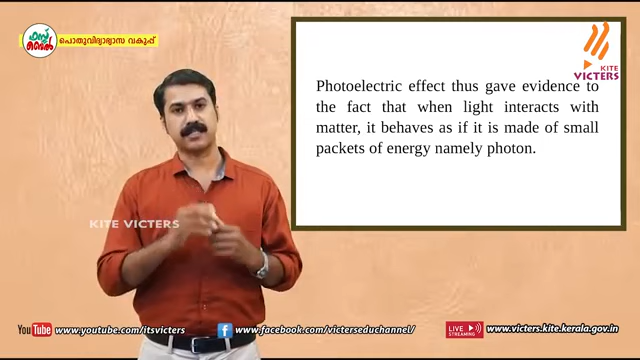 ഫസ്റ്റ്
ബെൽ
പൊതുവിദ്യാഭ്യാസ വകുപ്പ്
KITE
VICTERS
Photoelectric effect thus gave evidence to
the fact that when light interacts with
matter, it behaves as if it is made of small
packets of energy namely photon.
KITE VICTERS
YouTube www.youtube.com/itsvicters
f www.facebook.com/victerseduchannel/
LIVE
STREAMING
www.victers.kite.kerala.gov.in